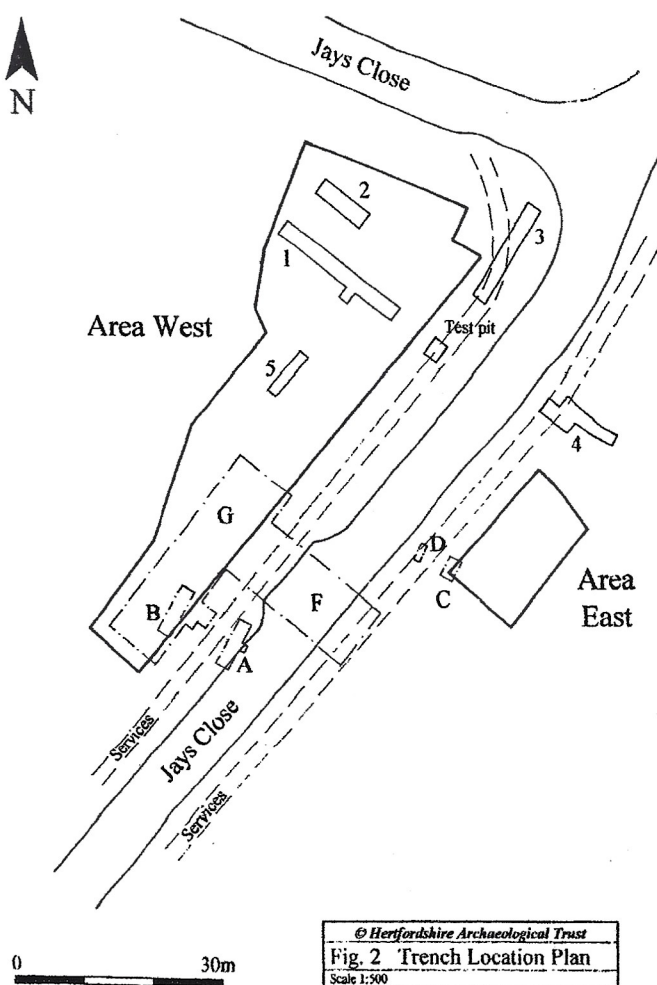 Jays Close
N
2
3
1
Area West
Test pit
5
4
G
D
B
F
C
Area
East
A
Services
Jays Close
Services
0
30m
© Hertfordshire Archaeological Trust
Fig. 2 Trench Location Plan
Scale 1:500